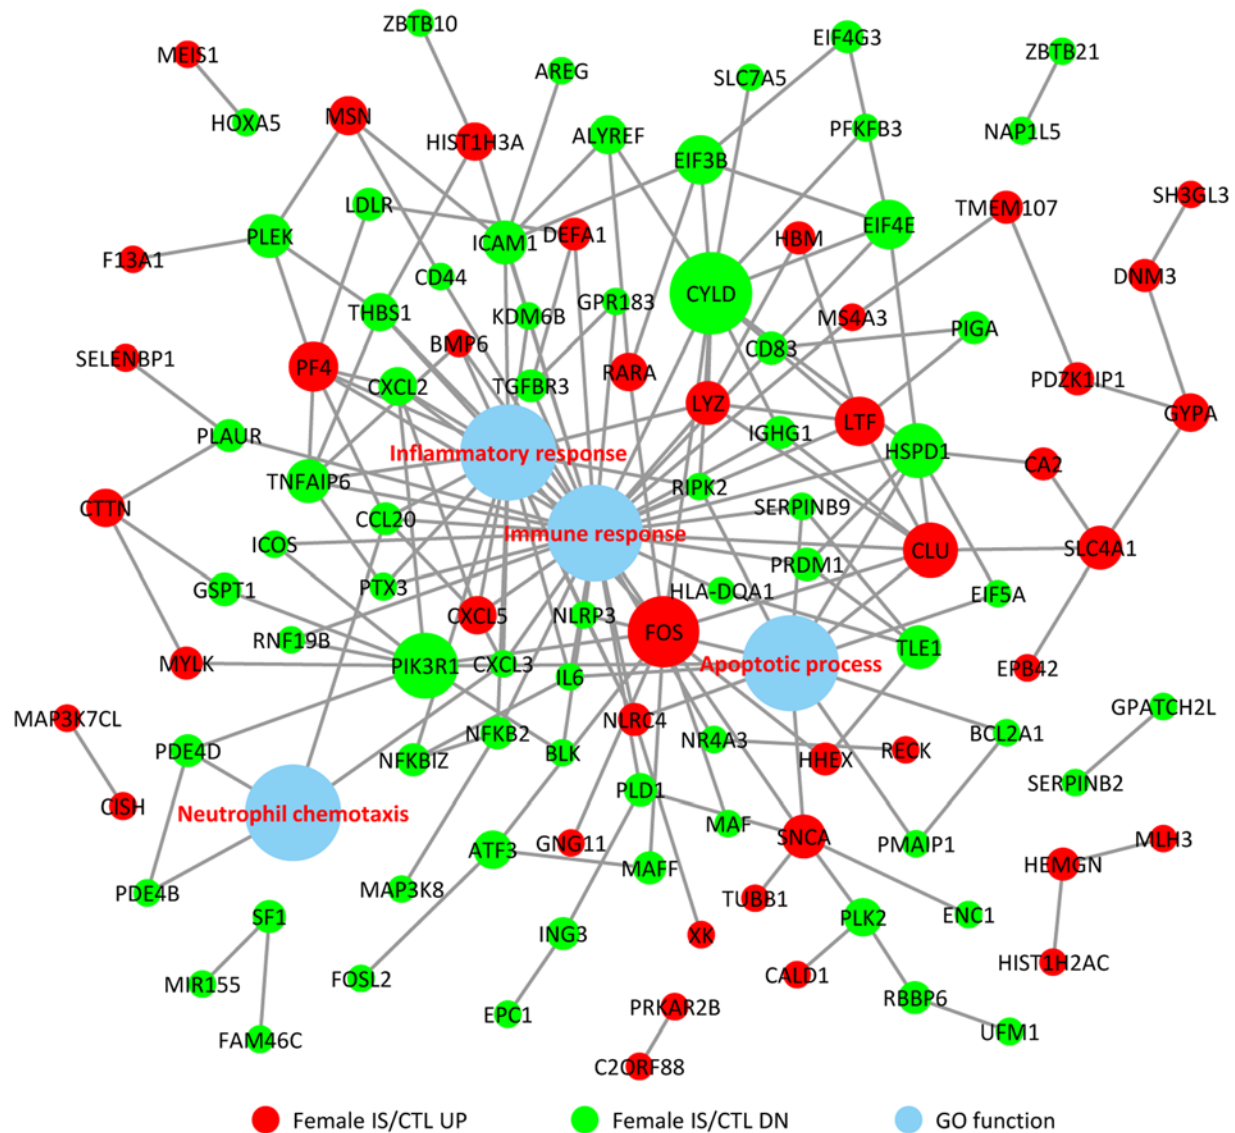 ZBTB10
EIF4G3
MEIS1
ZBTB21
AREG
SLC7A5
HOXA5
MSN
HIST1H3A
ALYREF
PFKFB3
NAP1L5
EIF3B
SH3GL3
LDLR
TMEM107
PLEK
ICAM1
DEFA1
HBM
EIF4E
F13A1
CD44
DNM3
CYLD
THBS1
KDM6B
GPR183
MS4A3
PIGA
SELENBP1
BMP6
CD83
PF4
CXCL2
TGFBR3
RARA
PDZK1IP1
LYZ
GYPA
PLAUR
IGHG1
LTF
Inflammatory response
HSPD1
CA2
TNFAIP6
RIPK2
CTTN
CCL20
SERPINB9
Immune response
ICOS
CLU
SLC4A1
GSPT1
PTX3
PRDM1
HLA-DQA1
EIF5A
RNF19B
CXCL5
NLRP3
FOS
MYLK
PIK3R1
CXCL3
IL6
Apoptotic process
TLE1
EPB42
MAP3K7CL
GPATCH2L
PDE4D
NFKBIZ
NFKB2
BLK
NLRC4
NR4A3
HHEX
RECK
BCL2A1
CISH
Neutrophil chemotaxis
PLD1
SERPINB2
MAF
SNCA
PMAIP1
MLH3
ATF3
GNG11
MAFF
HEMGN
PDE4B
MAP3K8
TUBB1
SF1
PLK2
ENC1
ING3
XK
HIST1H2AC
MIR155
FOSL2
CALD1
RBBP6
EPC1
PRKAR2B
FAM46C
UFM1
C2ORF88
Female IS/CTL UP
Female IS/CTL DN
GO function